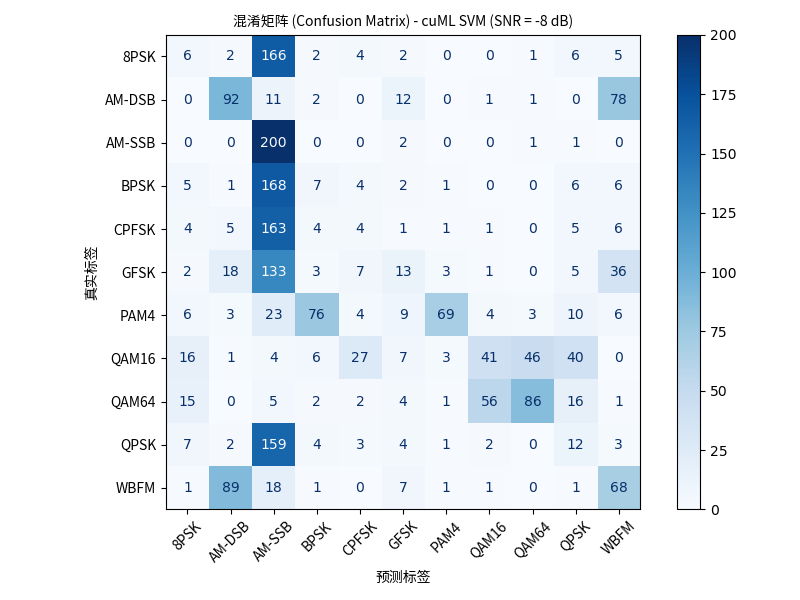 混淆矩阵 (Confusion Matrix) - cuML SVM (SNR = -8 dB)
8PSK 6 2 166 2 4 2 0 0 1 6 5
AM-DSB 0 92 11 2 0 12 0 1 1 0 78
AM-SSB 0 0 200 0 0 2 0 0 1 1 0
BPSK 5 1 168 7 4 2 1 0 0 6 6
CPFSK 4 5 163 4 4 1 1 1 0 5 6
GFSK 2 18 133 3 7 13 3 1 0 5 36
PAM4 6 3 23 76 4 9 69 4 3 10 6
QAM16 16 1 4 6 27 7 3 41 46 40 0
QAM64 15 0 5 2 2 4 1 56 86 16 1
QPSK 7 2 159 4 3 4 1 2 0 12 3
WBFM 1 89 18 1 0 7 1 1 0 1 68
8PSK AM-DSB AM-SSB BPSK CPFSK GFSK PAM4 QAM16 QAM64 QPSK WBFM
预测标签
真实标签
200
175
150
125
100
75
50
25
0